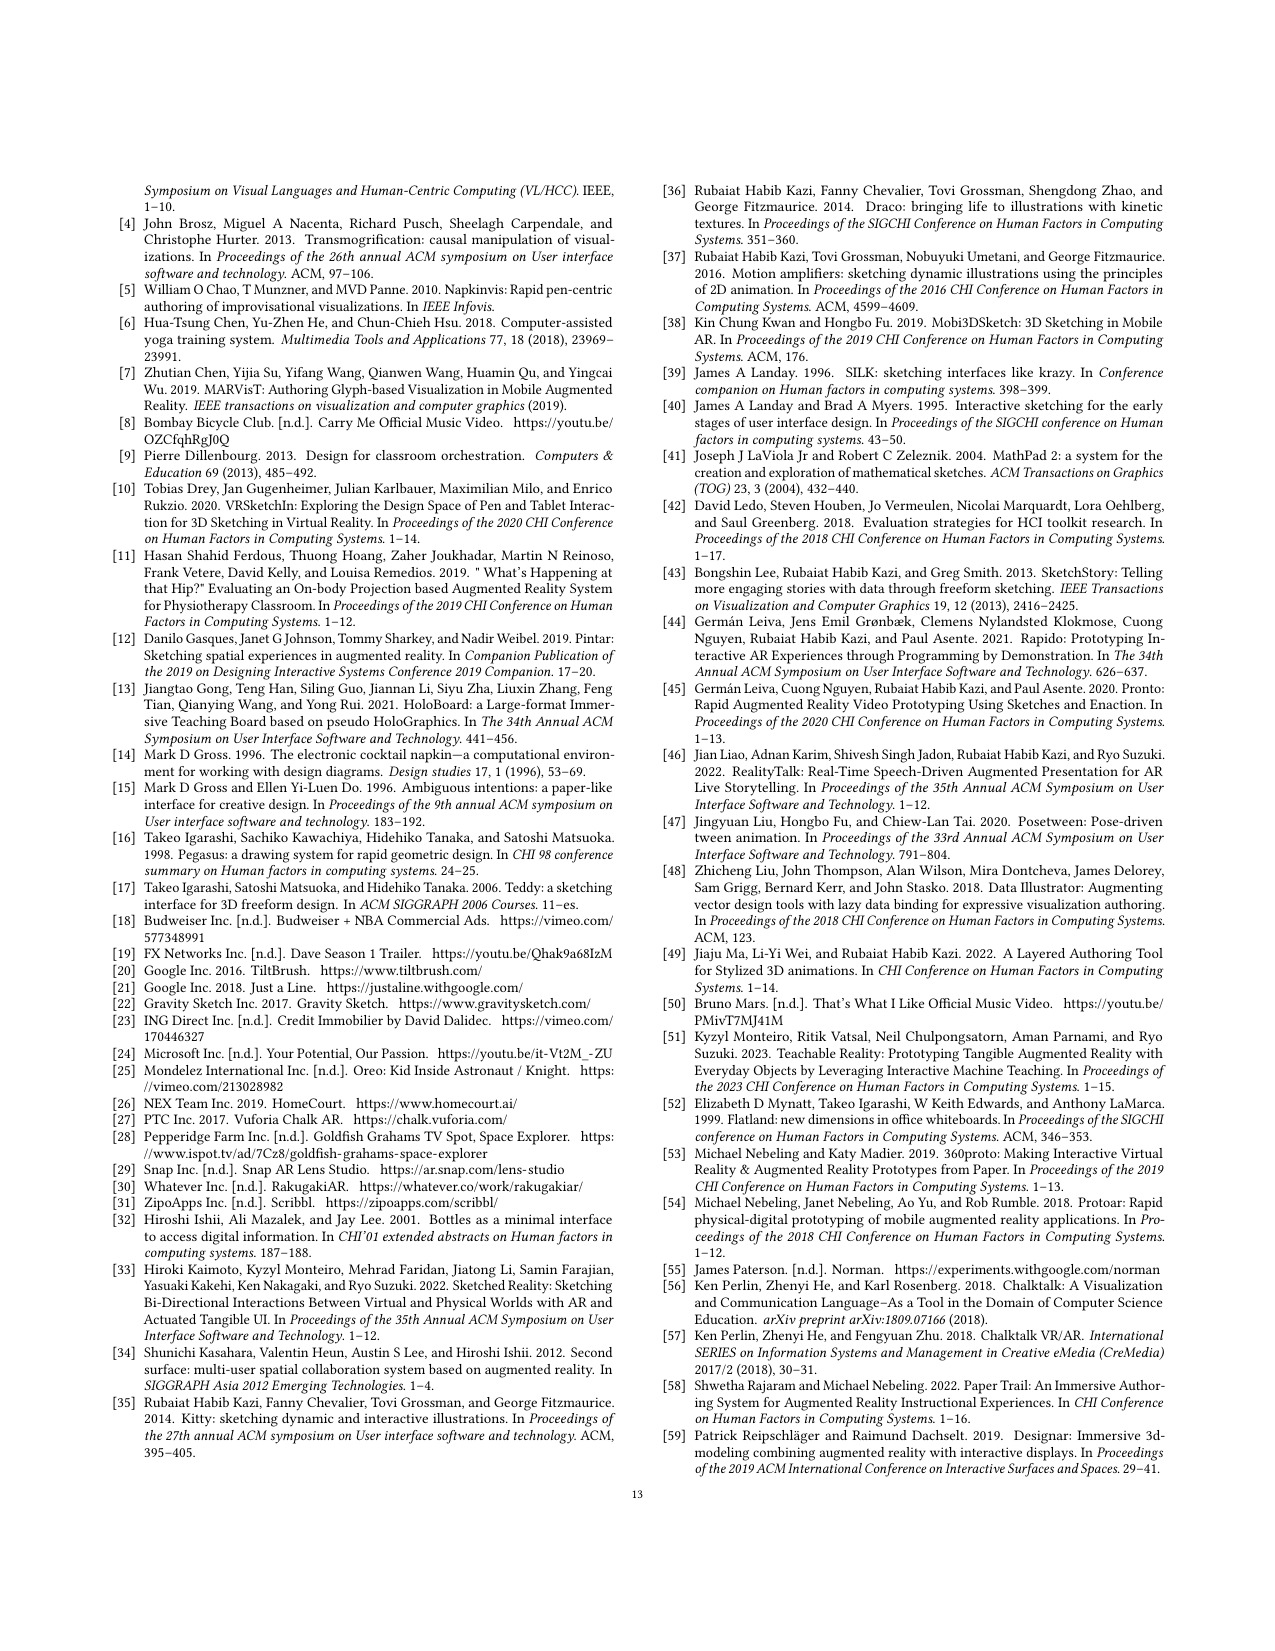 Symposium on Visual Languages and Human-Centric Computing (VL/HCC). IEEE,
1–10.
[4] John Brosz, Miguel A Nacenta, Richard Pusch, Sheelagh Carpendale, and
Christophe Hurter. 2013. Transmogrification: causal manipulation of visual-
izations. In Proceedings of the 26th annual ACM symposium on User interface
software and technology. ACM, 97–106.
[5] William O Chao, T Munzner, and MVD Panne. 2010. Napkinvis: Rapid pen-centric
authoring of improvisational visualizations. In IEEE Infovis.
[6] Hua-Tsung Chen, Yu-Zhen He, and Chun-Chieh Hsu. 2018. Computer-assisted
yoga training system. Multimedia Tools and Applications 77, 18 (2018), 23969–
23991.
[7] Zhutian Chen, Yijia Su, Yifang Wang, Qianwen Wang, Huamin Qu, and Yingcai
Wu. 2019. MARVisT: Authoring Glyph-based Visualization in Mobile Augmented
Reality. IEEE transactions on visualization and computer graphics (2019).
[8] Bombay Bicycle Club. [n.d.]. Carry Me Official Music Video. https://youtu.be/
OZCfqhRgJ0Q
[9] Pierre Dillenbourg. 2013. Design for classroom orchestration. Computers &
Education 69 (2013), 485–492.
[10] Tobias Drey, Jan Gugenheimer, Julian Karlbauer, Maximilian Milo, and Enrico
Rukzio. 2020. VRSketchIn: Exploring the Design Space of Pen and Tablet Interac-
tion for 3D Sketching in Virtual Reality. In Proceedings of the 2020 CHI Conference
on Human Factors in Computing Systems. 1–14.
[11] Hasan Shahid Ferdous, Thuong Hoang, Zaher Joukhadar, Martin N Reinoso,
Frank Vetere, David Kelly, and Louisa Remedios. 2019. " What's Happening at
that Hip?" Evaluating an On-body Projection based Augmented Reality System
for Physiotherapy Classroom. In Proceedings of the 2019 CHI Conference on Human
Factors in Computing Systems. 1–12.
[12] Danilo Gasques, Janet G Johnson, Tommy Sharkey, and Nadir Weibel. 2019. Pintar:
Sketching spatial experiences in augmented reality. In Companion Publication of
the 2019 on Designing Interactive Systems Conference 2019 Companion. 17–20.
[13] Jiangtao Gong, Teng Han, Siling Guo, Jiannan Li, Siyu Zha, Liuxin Zhang, Feng
Tian, Qianying Wang, and Yong Rui. 2021. HoloBoard: a Large-format Immer-
sive Teaching Board based on pseudo HoloGraphics. In The 34th Annual ACM
Symposium on User Interface Software and Technology. 441–456.
[14] Mark D Gross. 1996. The electronic cocktail napkin—a computational environ-
ment for working with design diagrams. Design studies 17, 1 (1996), 53–69.
[15] Mark D Gross and Ellen Yi-Luen Do. 1996. Ambiguous intentions: a paper-like
interface for creative design. In Proceedings of the 9th annual ACM symposium on
User interface software and technology. 183–192.
[16] Takeo Igarashi, Sachiko Kawachiya, Hidehiko Tanaka, and Satoshi Matsuoka.
1998. Pegasus: a drawing system for rapid geometric design. In CHI 98 conference
summary on Human factors in computing systems. 24–25.
[17] Takeo Igarashi, Satoshi Matsuoka, and Hidehiko Tanaka. 2006. Teddy: a sketching
interface for 3D freeform design. In ACM SIGGRAPH 2006 Courses. 11–es.
[18] Budweiser Inc. [n.d.]. Budweiser + NBA Commercial Ads. https://vimeo.com/
577348991
[19] FX Networks Inc. [n.d.]. Dave Season 1 Trailer. https://youtu.be/Qhak9a68IzM
[20] Google Inc. 2016. TiltBrush. https://www.tiltbrush.com/
[21] Google Inc. 2018. Just a Line. https://justaline.withgoogle.com/
[22] Gravity Sketch Inc. 2017. Gravity Sketch. https://www.gravitysketch.com/
[23] ING Direct Inc. [n.d.]. Credit Immobilier by David Dalidec. https://vimeo.com/
170446327
[24] Microsoft Inc. [n.d.]. Your Potential, Our Passion. https://youtu.be/it-Vt2M_-ZU
[25] Mondelez International Inc. [n.d.]. Oreo: Kid Inside Astronaut / Knight. https:
//vimeo.com/213028982
[26] NEX Team Inc. 2019. HomeCourt. https://www.homecourt.ai/
[27] PTC Inc. 2017. Vuforia Chalk AR. https://chalk.vuforia.com/
[28] Pepperidge Farm Inc. [n.d.]. Goldfish Grahams TV Spot, Space Explorer. https:
//www.ispot.tv/ad/7Cz8/goldfish-grahams-space-explorer
[29] Snap Inc. [n.d.]. Snap AR Lens Studio. https://ar.snap.com/lens-studio
[30] Whatever Inc. [n.d.]. RakugakiAR. https://whatever.co/work/rakugakiar/
[31] ZipoApps Inc. [n.d.]. Scribbl. https://zipoapps.com/scribbl/
[32] Hiroshi Ishii, Ali Mazalek, and Jay Lee. 2001. Bottles as a minimal interface
to access digital information. In CHI'01 extended abstracts on Human factors in
computing systems. 187–188.
[33] Hiroki Kaimoto, Kyzyl Monteiro, Mehrad Faridan, Jiatong Li, Samin Farajian,
Yasuaki Kakehi, Ken Nakagaki, and Ryo Suzuki. 2022. Sketched Reality: Sketching
Bi-Directional Interactions Between Virtual and Physical Worlds with AR and
Actuated Tangible UI. In Proceedings of the 35th Annual ACM Symposium on User
Interface Software and Technology. 1–12.
[34] Shunichi Kasahara, Valentin Heun, Austin S Lee, and Hiroshi Ishii. 2012. Second
surface: multi-user spatial collaboration system based on augmented reality. In
SIGGRAPH Asia 2012 Emerging Technologies. 1–4.
[35] Rubaiat Habib Kazi, Fanny Chevalier, Tovi Grossman, and George Fitzmaurice.
2014. Kitty: sketching dynamic and interactive illustrations. In Proceedings of
the 27th annual ACM symposium on User interface software and technology. ACM,
395–405.
[36] Rubaiat Habib Kazi, Fanny Chevalier, Tovi Grossman, Shengdong Zhao, and
George Fitzmaurice. 2014. Draco: bringing life to illustrations with kinetic
textures. In Proceedings of the SIGCHI Conference on Human Factors in Computing
Systems. 351–360.
[37] Rubaiat Habib Kazi, Tovi Grossman, Nobuyuki Umetani, and George Fitzmaurice.
2016. Motion amplifiers: sketching dynamic illustrations using the principles
of 2D animation. In Proceedings of the 2016 CHI Conference on Human Factors in
Computing Systems. ACM, 4599–4609.
[38] Kin Chung Kwan and Hongbo Fu. 2019. Mobi3DSketch: 3D Sketching in Mobile
AR. In Proceedings of the 2019 CHI Conference on Human Factors in Computing
Systems. ACM, 176.
[39] James A Landay. 1996. SILK: sketching interfaces like krazy. In Conference
companion on Human factors in computing systems. 398–399.
[40] James A Landay and Brad A Myers. 1995. Interactive sketching for the early
stages of user interface design. In Proceedings of the SIGCHI conference on Human
factors in computing systems. 43–50.
[41] Joseph J LaViola Jr and Robert C Zeleznik. 2004. MathPad 2: a system for the
creation and exploration of mathematical sketches. ACM Transactions on Graphics
(TOG) 23, 3 (2004), 432–440.
[42] David Ledo, Steven Houben, Jo Vermeulen, Nicolai Marquardt, Lora Oehlberg,
and Saul Greenberg. 2018. Evaluation strategies for HCI toolkit research. In
Proceedings of the 2018 CHI Conference on Human Factors in Computing Systems.
1–17.
[43] Bongshin Lee, Rubaiat Habib Kazi, and Greg Smith. 2013. SketchStory: Telling
more engaging stories with data through freeform sketching. IEEE Transactions
on Visualization and Computer Graphics 19, 12 (2013), 2416–2425.
[44] Germán Leiva, Jens Emil Grønbæk, Clemens Nylandsted Klokmose, Cuong
Nguyen, Rubaiat Habib Kazi, and Paul Asente. 2021. Rapido: Prototyping In-
teractive AR Experiences through Programming by Demonstration. In The 34th
Annual ACM Symposium on User Interface Software and Technology. 626–637.
[45] Germán Leiva, Cuong Nguyen, Rubaiat Habib Kazi, and Paul Asente. 2020. Pronto:
Rapid Augmented Reality Video Prototyping Using Sketches and Enaction. In
Proceedings of the 2020 CHI Conference on Human Factors in Computing Systems.
1–13.
[46] Jian Liao, Adnan Karim, Shivesh Singh Jadon, Rubaiat Habib Kazi, and Ryo Suzuki.
2022. RealityTalk: Real-Time Speech-Driven Augmented Presentation for AR
Live Storytelling. In Proceedings of the 35th Annual ACM Symposium on User
Interface Software and Technology. 1–12.
[47] Jingyuan Liu, Hongbo Fu, and Chiew-Lan Tai. 2020. Posetween: Pose-driven
tween animation. In Proceedings of the 33rd Annual ACM Symposium on User
Interface Software and Technology. 791–804.
[48] Zhicheng Liu, John Thompson, Alan Wilson, Mira Dontcheva, James Delorey,
Sam Grigg, Bernard Kerr, and John Stasko. 2018. Data Illustrator: Augmenting
vector design tools with lazy data binding for expressive visualization authoring.
In Proceedings of the 2018 CHI Conference on Human Factors in Computing Systems.
ACM, 123.
[49] Jiaju Ma, Li-Yi Wei, and Rubaiat Habib Kazi. 2022. A Layered Authoring Tool
for Stylized 3D animations. In CHI Conference on Human Factors in Computing
Systems. 1–14.
[50] Bruno Mars. [n.d.]. That's What I Like Official Music Video. https://youtu.be/
PMivT7MJ41M
[51] Kyzyl Monteiro, Ritik Vatsal, Neil Chulpongsatorn, Aman Parnami, and Ryo
Suzuki. 2023. Teachable Reality: Prototyping Tangible Augmented Reality with
Everyday Objects by Leveraging Interactive Machine Teaching. In Proceedings of
the 2023 CHI Conference on Human Factors in Computing Systems. 1–15.
[52] Elizabeth D Mynatt, Takeo Igarashi, W Keith Edwards, and Anthony LaMarca.
1999. Flatland: new dimensions in office whiteboards. In Proceedings of the SIGCHI
conference on Human Factors in Computing Systems. ACM, 346–353.
[53] Michael Nebeling and Katy Madier. 2019. 360proto: Making Interactive Virtual
Reality & Augmented Reality Prototypes from Paper. In Proceedings of the 2019
CHI Conference on Human Factors in Computing Systems. 1–13.
[54] Michael Nebeling, Janet Nebeling, Ao Yu, and Rob Rumble. 2018. Protoar: Rapid
physical-digital prototyping of mobile augmented reality applications. In Pro-
ceedings of the 2018 CHI Conference on Human Factors in Computing Systems.
1–12.
[55] James Paterson. [n.d.]. Norman. https://experiments.withgoogle.com/norman
[56] Ken Perlin, Zhenyi He, and Karl Rosenberg. 2018. Chalktalk: A Visualization
and Communication Language–As a Tool in the Domain of Computer Science
Education. arXiv preprint arXiv:1809.07166 (2018).
[57] Ken Perlin, Zhenyi He, and Fengyuan Zhu. 2018. Chalktalk VR/AR. International
SERIES on Information Systems and Management in Creative eMedia (CreMedia)
2017/2 (2018), 30–31.
[58] Shwetha Rajaram and Michael Nebeling. 2022. Paper Trail: An Immersive Author-
ing System for Augmented Reality Instructional Experiences. In CHI Conference
on Human Factors in Computing Systems. 1–16.
[59] Patrick Reipschläger and Raimund Dachselt. 2019. Designar: Immersive 3d-
modeling combining augmented reality with interactive displays. In Proceedings
of the 2019 ACM International Conference on Interactive Surfaces and Spaces. 29–41.
13